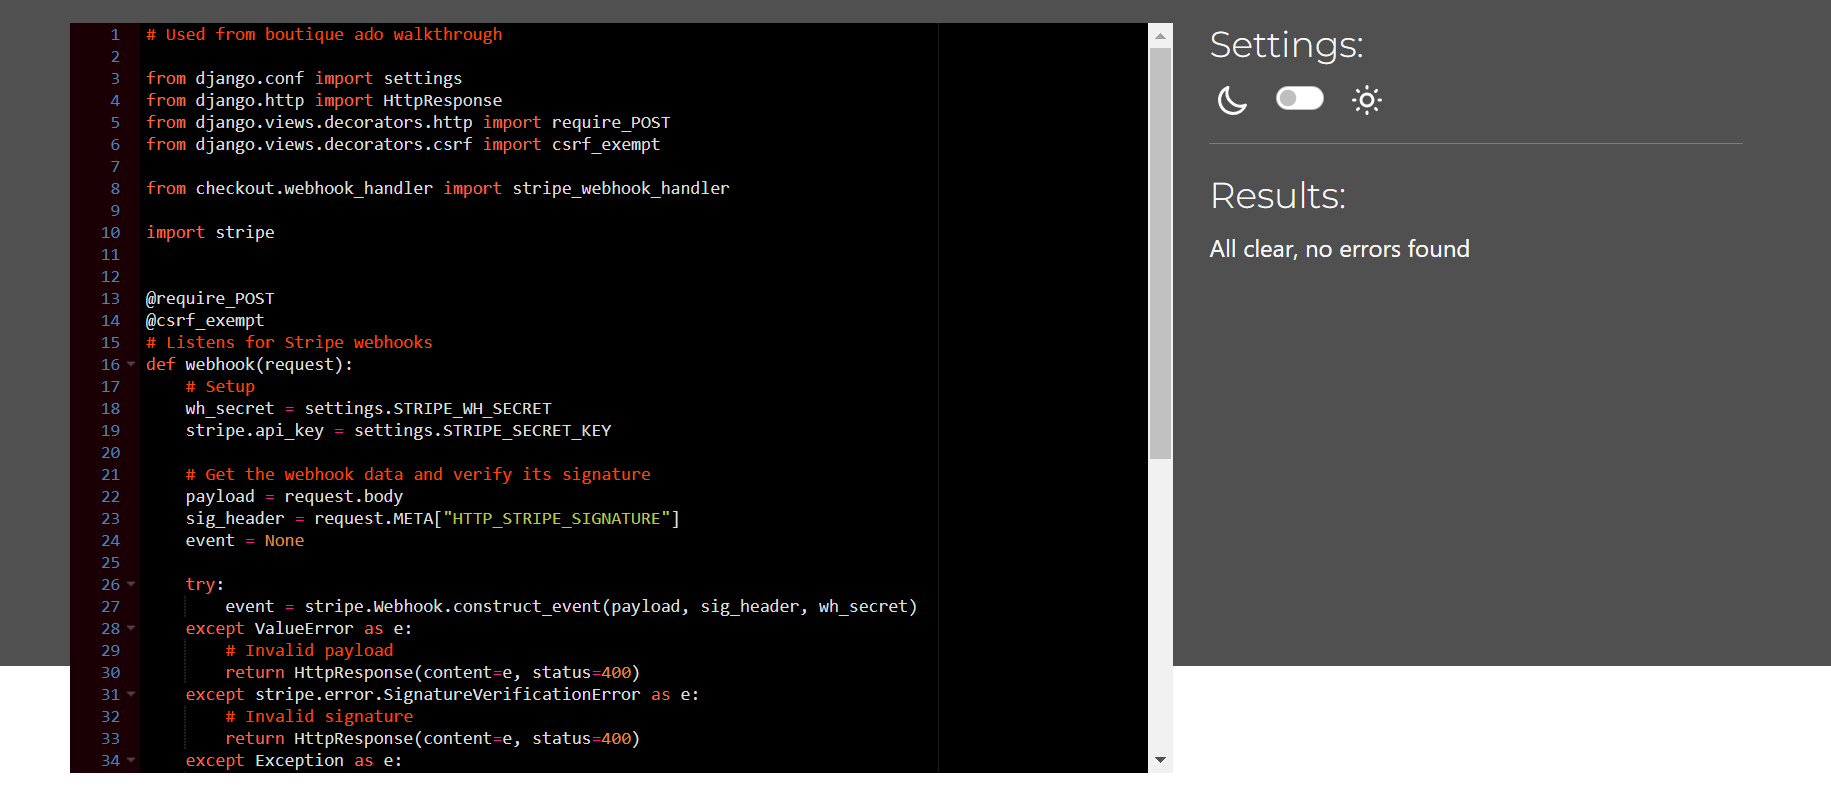 1 # Used from boutique ado walkthrough
2
3 from django.conf import settings
4 from django.http import HttpResponse
5 from django.views.decorators.http import require_POST
6 from django.views.decorators.csrf import csrf_exempt
7
8 from checkout.webhook_handler import stripe_webhook_handler
9
10 import stripe
11
12
13 @require_POST
14 @csrf_exempt
15 # Listens for Stripe webhooks
16 def webhook(request):
17     # Setup
18     wh_secret = settings.STRIPE_WH_SECRET
19     stripe.api_key = settings.STRIPE_SECRET_KEY
20
21     # Get the webhook data and verify its signature
22     payload = request.body
23     sig_header = request.META["HTTP_STRIPE_SIGNATURE"]
24     event = None
25
26     try:
27         event = stripe.Webhook.construct_event(payload, sig_header, wh_secret)
28     except ValueError as e:
29         # Invalid payload
30         return HttpResponse(content=e, status=400)
31     except stripe.error.SignatureVerificationError as e:
32         # Invalid signature
33         return HttpResponse(content=e, status=400)
34     except Exception as e:
Settings:
Results:
All clear, no errors found